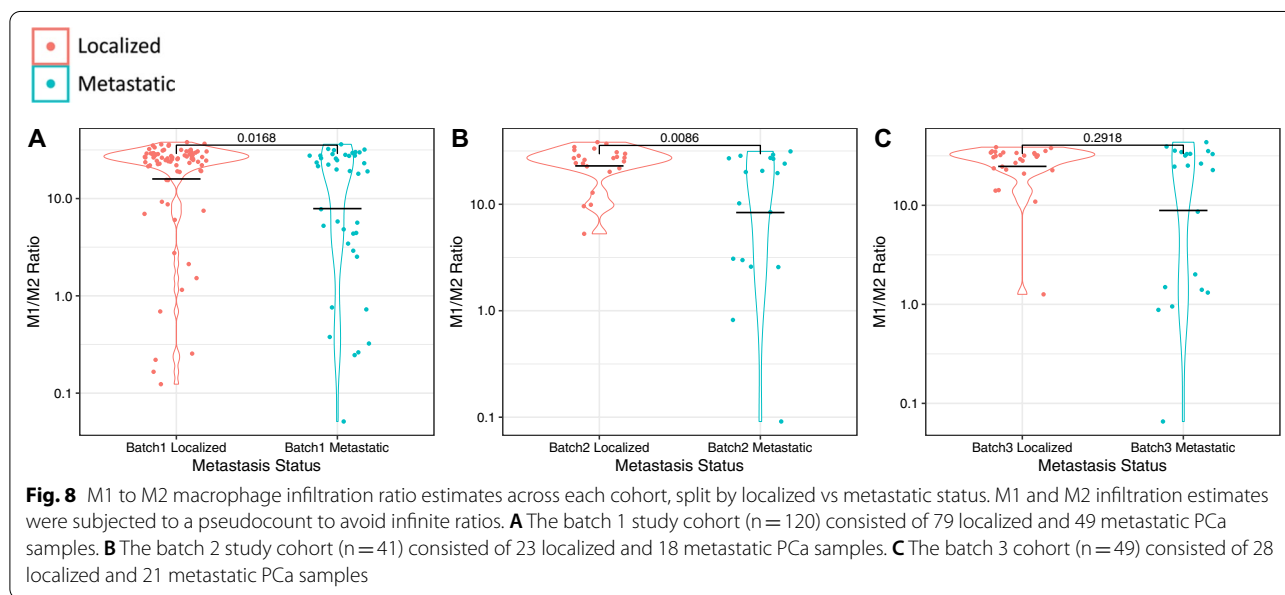 Localized
Metastatic
A
0.0168
10.0
1.0
0.1
M1/M2 Ratio
Batch1 Localized Batch1 Metastatic
Metastasis Status
B
0.0086
10.0
1.0
0.1
M1/M2 Ratio
Batch2 Localized Batch2 Metastatic
Metastasis Status
C
0.2918
10.0
1.0
0.1
M1/M2 Ratio
Batch3 Localized Batch3 Metastatic
Metastasis Status
Fig. 8 M1 to M2 macrophage infiltration ratio estimates across each cohort, split by localized vs metastatic status. M1 and M2 infiltration estimates
were subjected to a pseudocount to avoid infinite ratios. A The batch 1 study cohort (n = 120) consisted of 79 localized and 49 metastatic PCa
samples. B The batch 2 study cohort (n = 41) consisted of 23 localized and 18 metastatic PCa samples. C The batch 3 cohort (n = 49) consisted of 28
localized and 21 metastatic PCa samples